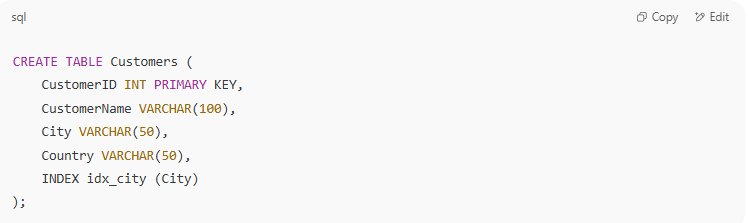 sql
Copy
Edit
CREATE TABLE Customers (
    CustomerID INT PRIMARY KEY,
    CustomerName VARCHAR(100),
    City VARCHAR(50),
    Country VARCHAR(50),
    INDEX idx_city (City)
);